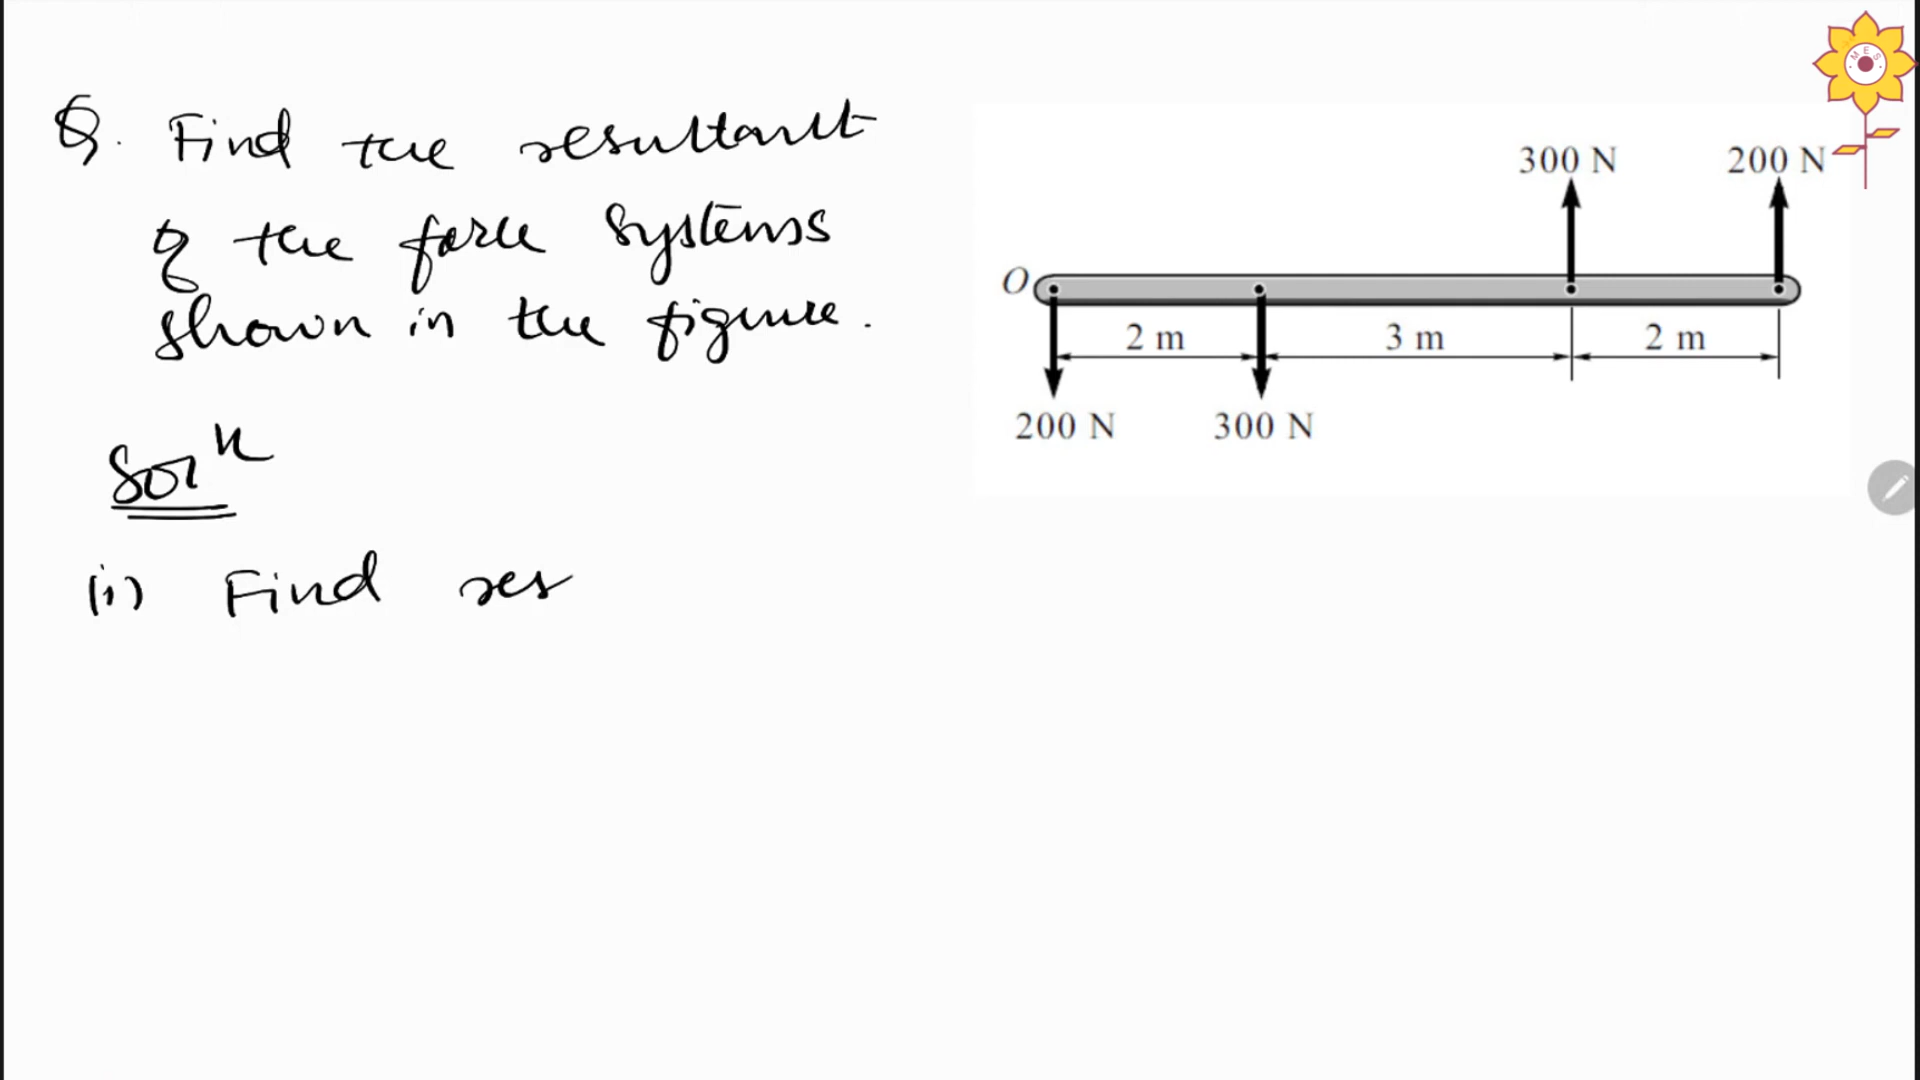 Q. Find the resultant
of the force systems
shown in the figure.
Solⁿ
(i) Find res
300 N 200 N
O
2 m 3 m 2 m
200 N 300 N
MES